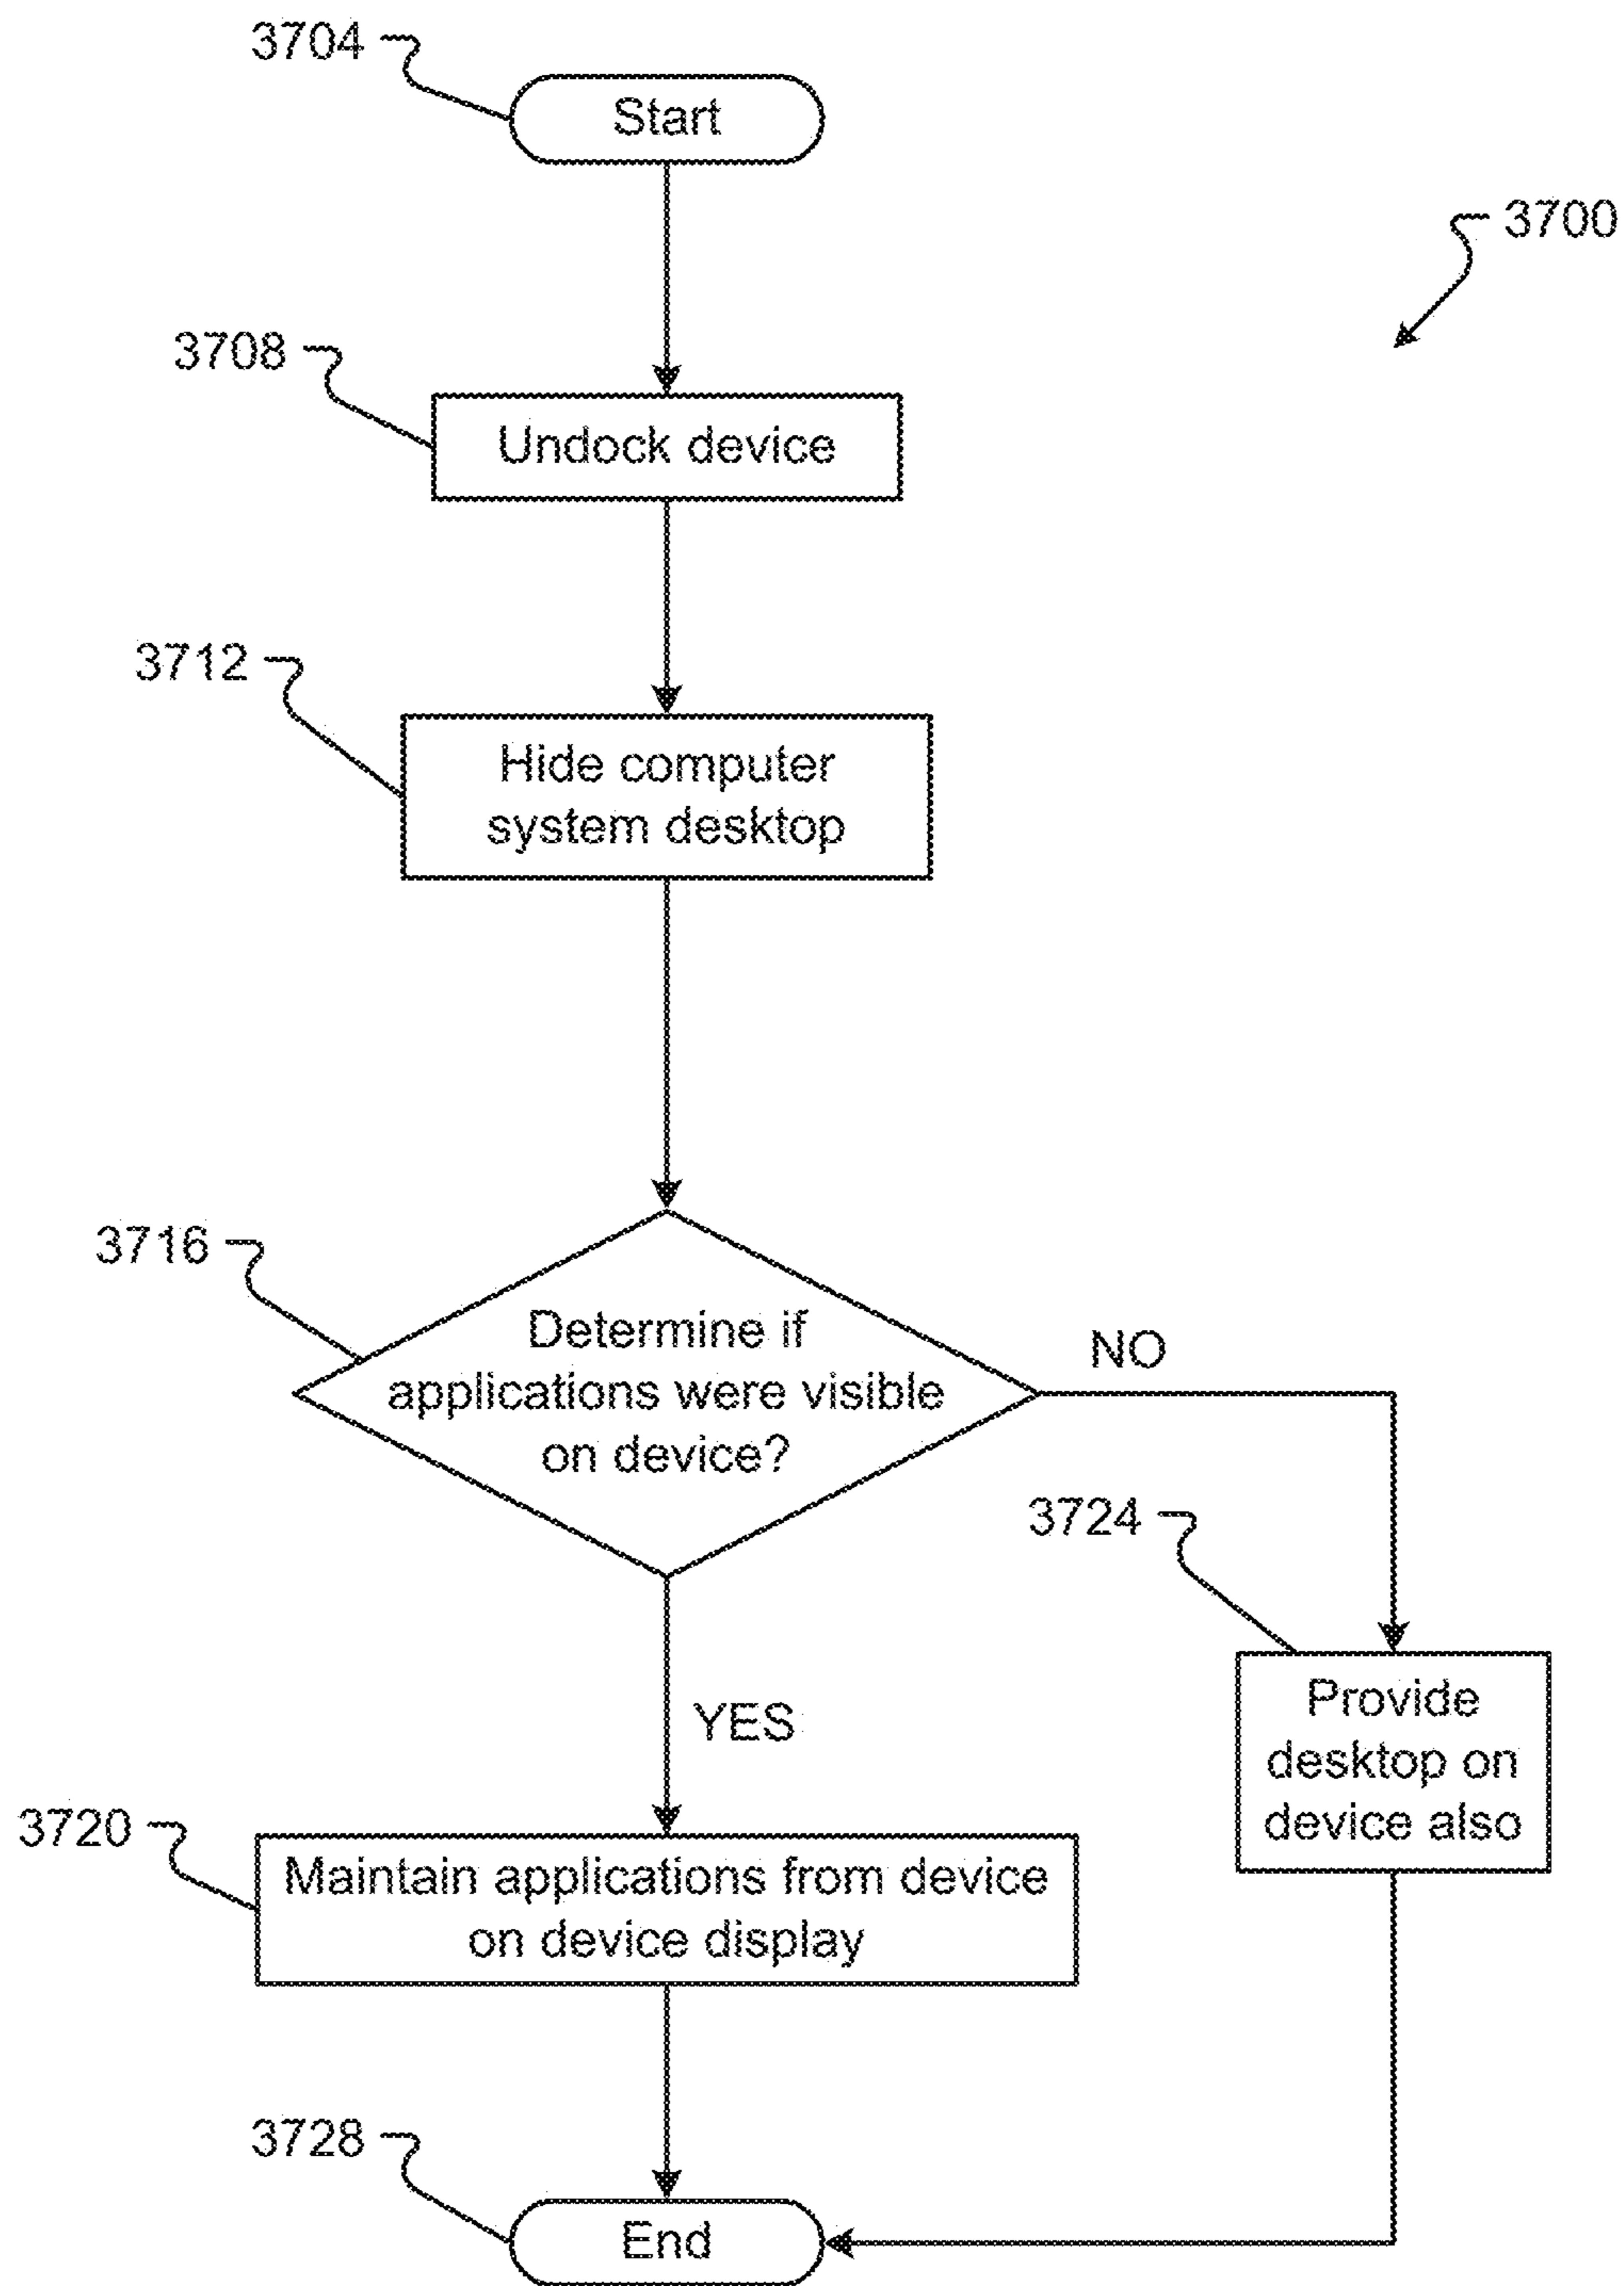 3704
Start
3700
3708
Undock device
3712
Hide computer
system desktop
3716
Determine if
applications were visible
on device?
NO
3724
Provide
desktop on
device also
YES
3720
Maintain applications from device
on device display
3728
End